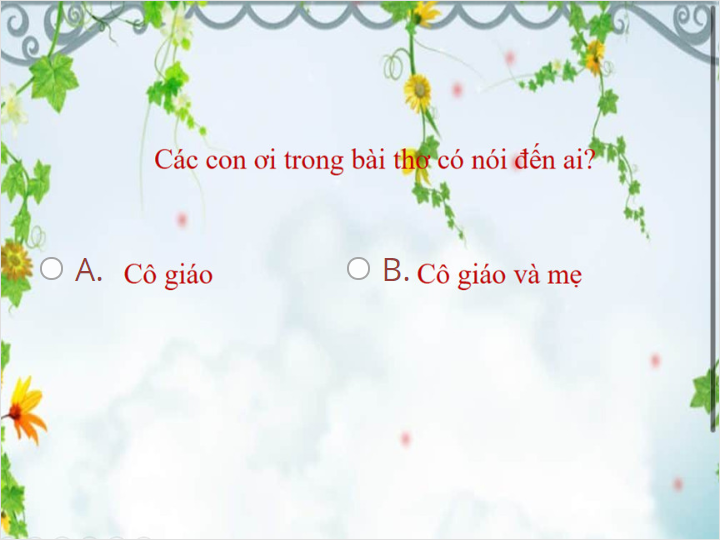 Các con ơi trong bài thơ có nói đến ai?
A. Cô giáo
B. Cô giáo và mẹ